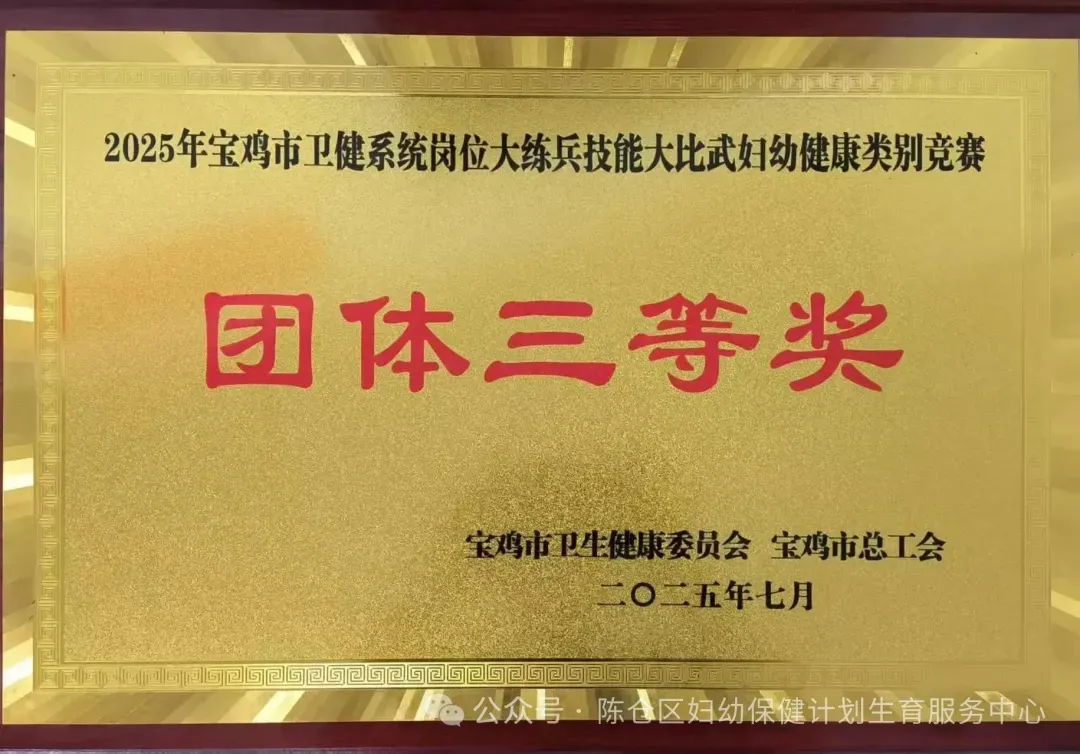 2025年宝鸡市卫健系统岗位大练兵技能大比武妇幼健康类别竞赛
团体三等奖
宝鸡市卫生健康委员会 宝鸡市总工会
二〇二五年七月
公众号·陈仓区妇幼保健计划生育服务中心